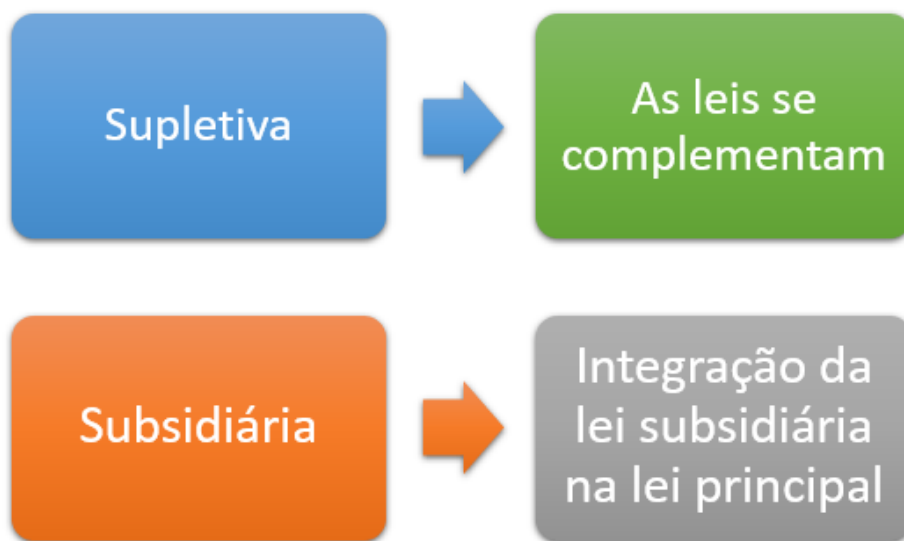 Supletiva
As leis se
complementam
Subsidiária
Integração da
lei subsidiária
na lei principal